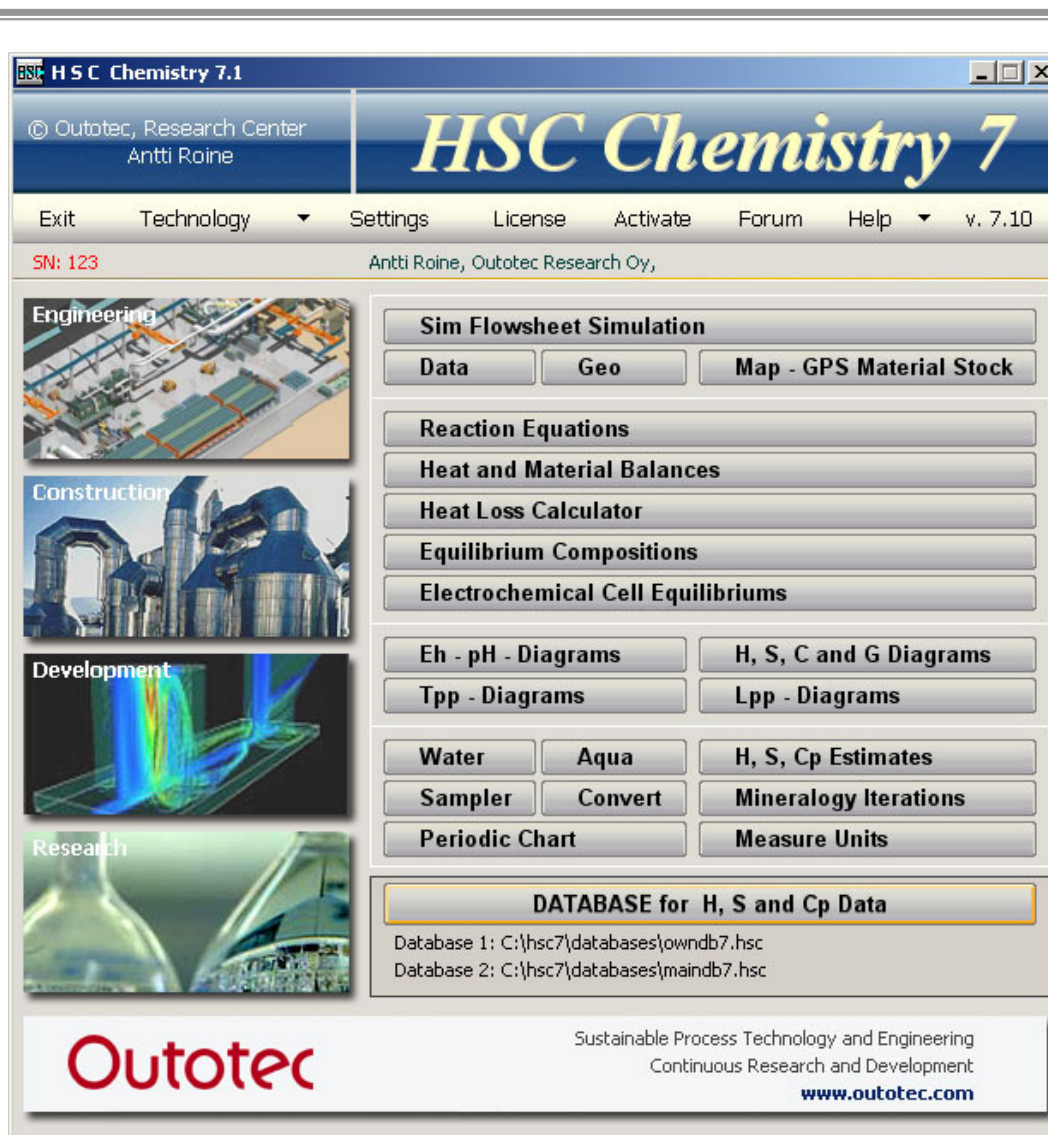 HSC H S C Chemistry 7.1
© Outotec, Research Center
Antti Roine
HSC Chemistry 7
Exit Technology Settings License Activate Forum Help v. 7.10
SN: 123 Antti Roine, Outotec Research Oy,
Engineering
Construction
Development
Research
Sim Flowsheet Simulation
Data Geo Map - GPS Material Stock
Reaction Equations
Heat and Material Balances
Heat Loss Calculator
Equilibrium Compositions
Electrochemical Cell Equilibriums
Eh - pH - Diagrams H, S, C and G Diagrams
Tpp - Diagrams Lpp - Diagrams
Water Aqua H, S, Cp Estimates
Sampler Convert Mineralogy Iterations
Periodic Chart Measure Units
DATABASE for H, S and Cp Data
Database 1: C:\hsc7\databases\owndb7.hsc
Database 2: C:\hsc7\databases\maindb7.hsc
Outotec
Sustainable Process Technology and Engineering
Continuous Research and Development
www.outotec.com